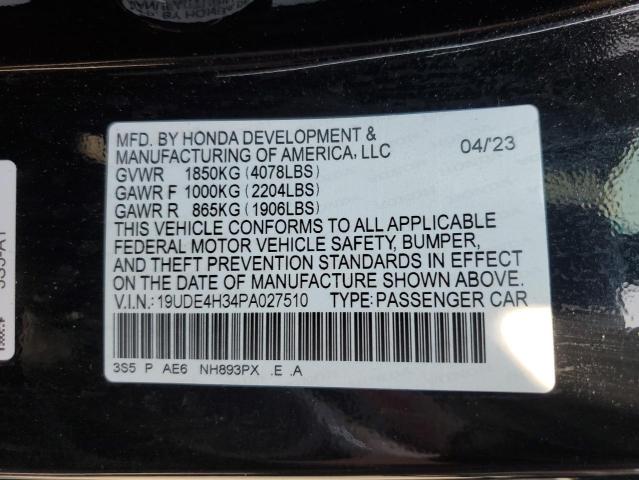 MFD. BY HONDA DEVELOPMENT &
MANUFACTURING OF AMERICA, LLC 04/'23
GVWR 1850KG (4078LBS)
GAWR F 1000KG (2204LBS)
GAWR R 865KG (1906LBS)
THIS VEHICLE CONFORMS TO ALL APPLICABLE
FEDERAL MOTOR VEHICLE SAFETY, BUMPER,
AND THEFT PREVENTION STANDARDS IN EFFECT
ON THE DATE OF MANUFACTURE SHOWN ABOVE.
V.I.N.: 19UDE4H34PA027510 TYPE: PASSENGER CAR
3S5 P AE6 NH893PX .E .A